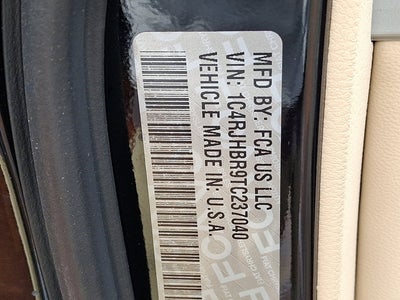 MFD BY: FCA US LLC
VIN: 1C4RJHBR9TC237040
VEHICLE MADE IN: U.S.A.